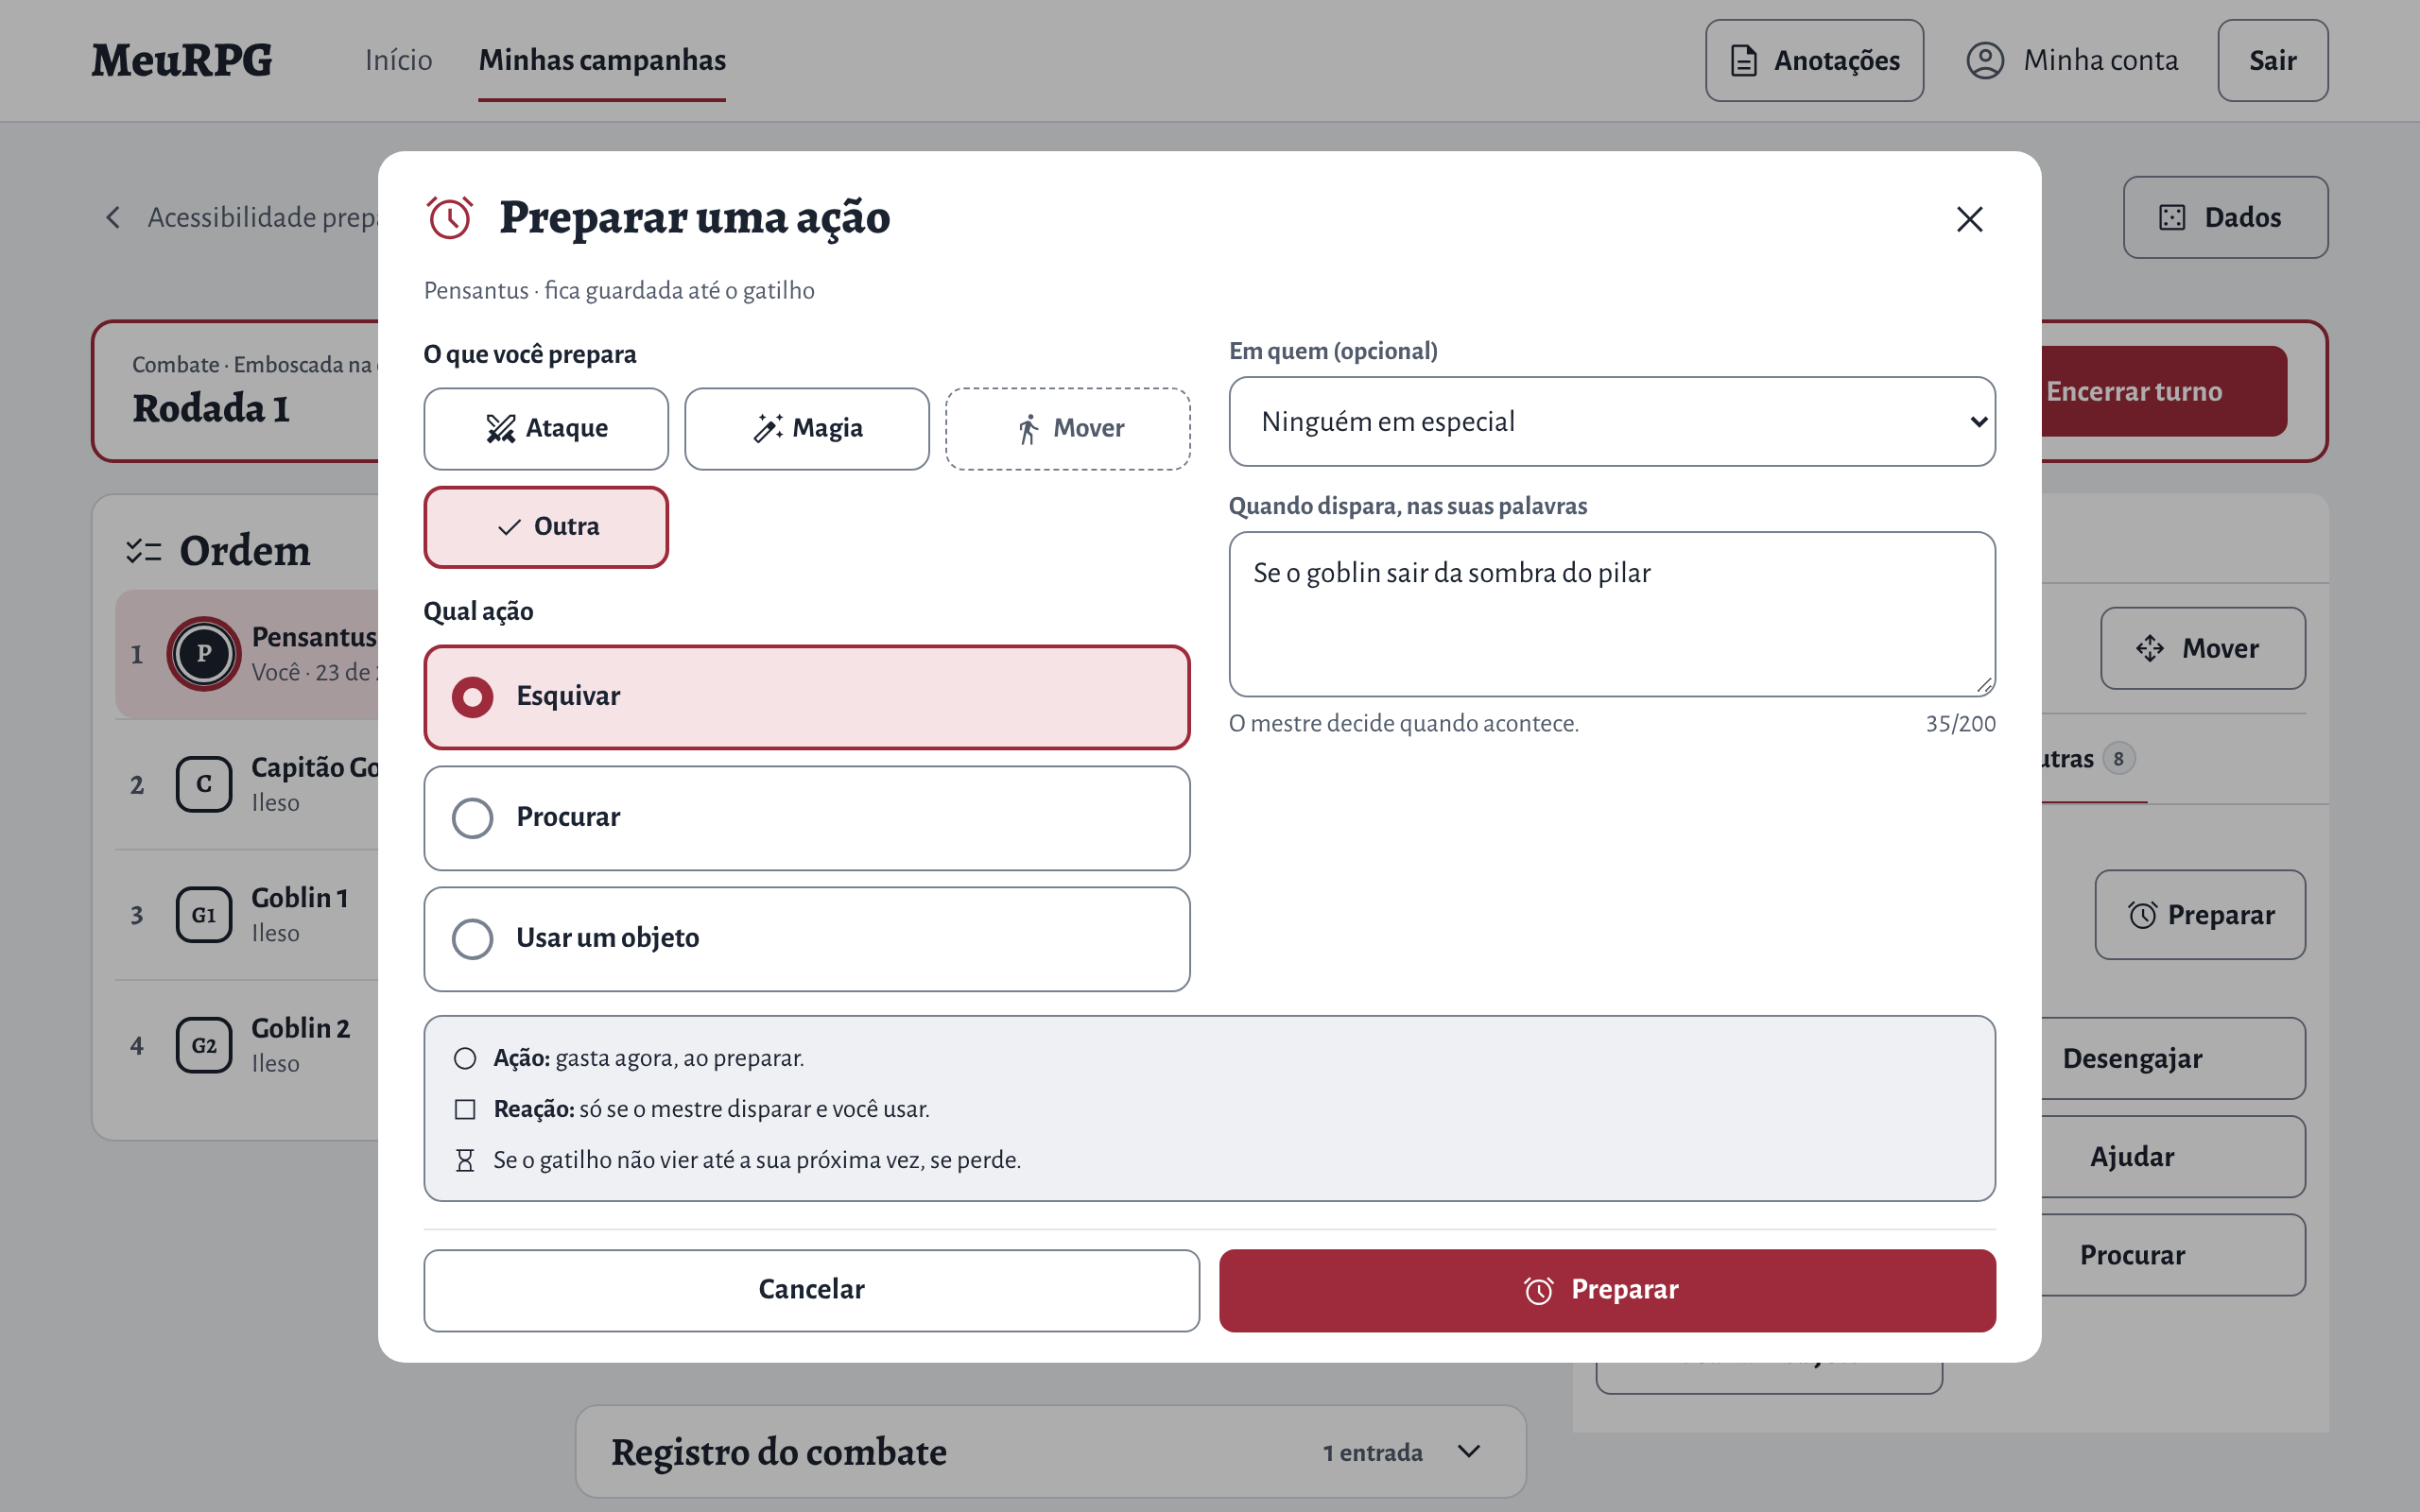 MeuRPG
Início
Minhas campanhas
Anotações
Minha conta
Sair
Acessibilidade
Dados
Combate · Emboscada na
Rodada 1
Encerrar turno
Ordem
1
P
Pensantus
Você · 23 de
2
C
Capitão
Ileso
3
G1
Goblin 1
Ileso
4
G2
Goblin 2
Ileso
Preparar uma ação
Pensantus · fica guardada até o gatilho
O que você prepara
Ataque
Magia
Mover
Outra
Qual ação
Esquivar
Procurar
Usar um objeto
Em quem (opcional)
Ninguém em especial
Quando dispara, nas suas palavras
Se o goblin sair da sombra do pilar
O mestre decide quando acontece.
35/200
Ação: gasta agora, ao preparar.
Reação: só se o mestre disparar e você usar.
Se o gatilho não vier até a sua próxima vez, se perde.
Cancelar
Preparar
Mover
8
Preparar
Desengajar
Ajudar
Procurar
Registro do combate
1 entrada